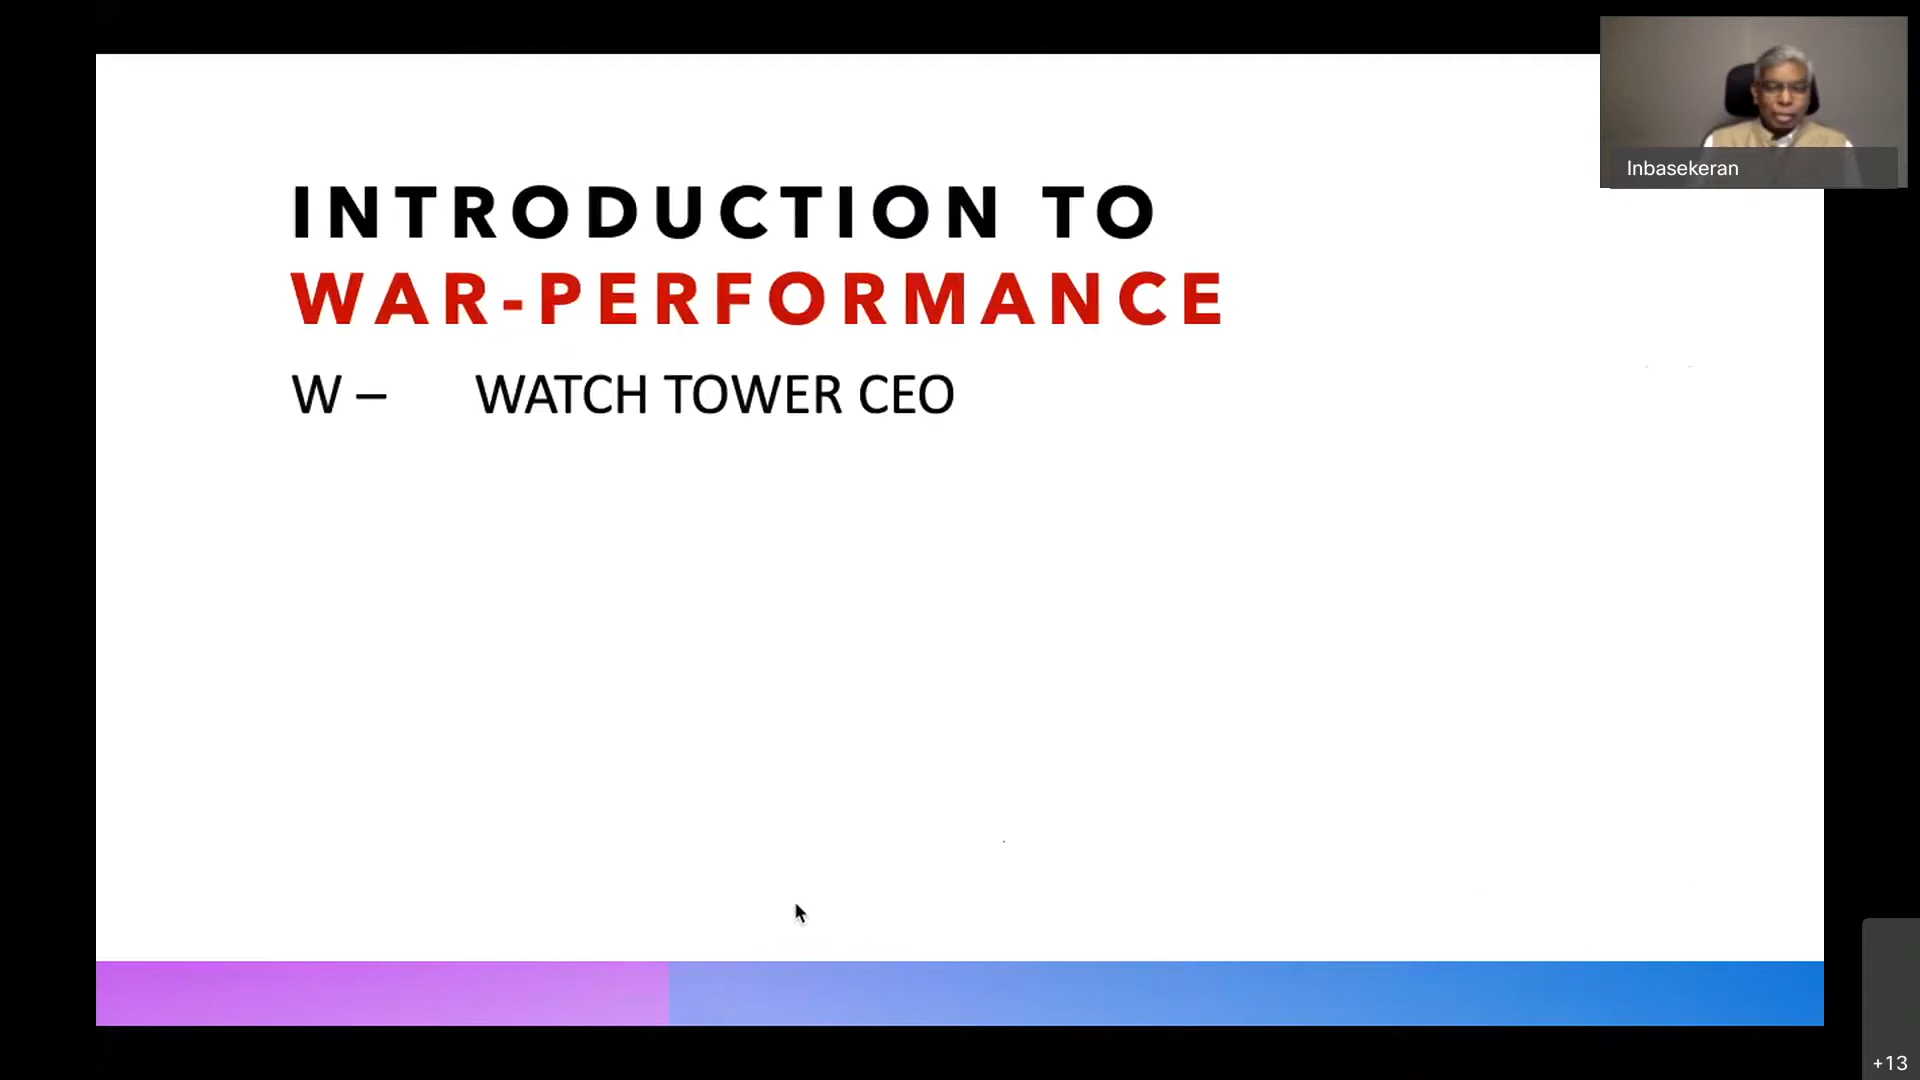 INTRODUCTION TO
WAR-PERFORMANCE
W – WATCH TOWER CEO
Inbasekeran
+13